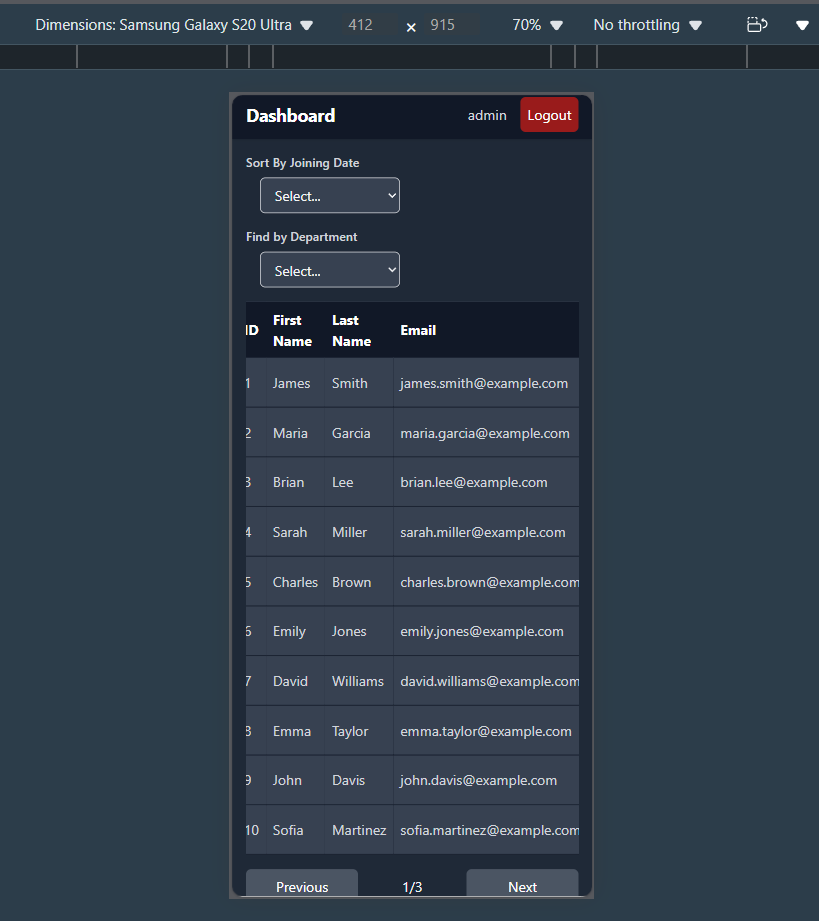 Dimensions: Samsung Galaxy S20 Ultra 412 × 915 70% No throttling
Dashboard admin Logout
Sort By Joining Date
Select...
Find by Department
Select...
ID First Name Last Name Email
1 James Smith james.smith@example.com
2 Maria Garcia maria.garcia@example.com
3 Brian Lee brian.lee@example.com
4 Sarah Miller sarah.miller@example.com
5 Charles Brown charles.brown@example.com
6 Emily Jones emily.jones@example.com
7 David Williams david.williams@example.com
8 Emma Taylor emma.taylor@example.com
9 John Davis john.davis@example.com
10 Sofia Martinez sofia.martinez@example.com
Previous 1/3 Next